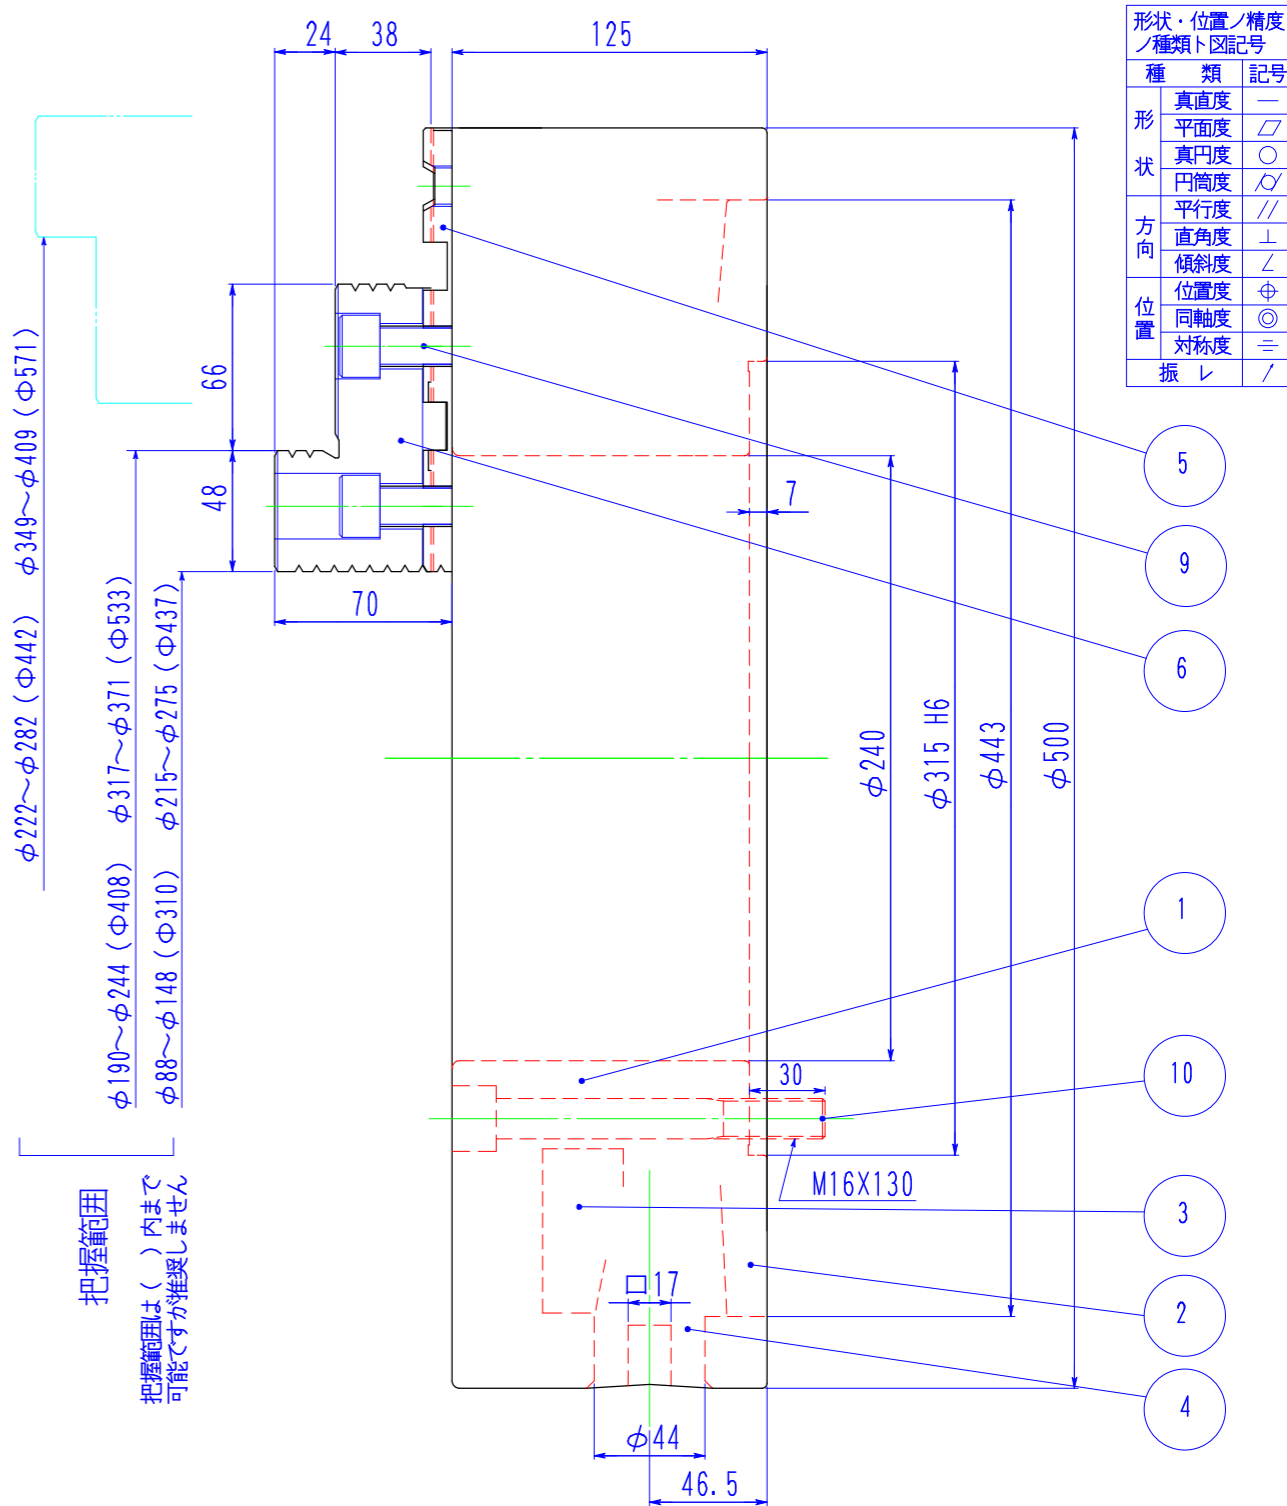 24
38
125
形状・位置ノ精度
ノ種類ト図記号
種 類 記号
形状
真直度 —
平面度 ▱
真円度 ○
円筒度 ⌭
方向
平行度 //
直角度 ⊥
傾斜度 ∠
位置
位置度 ⌖
同軸度 ◎
対称度 ⌯
振レ ↗
66
48
70
7
φ240
φ315 H6
φ443
φ500
φ222～φ282 (Φ442) φ349～φ409 (Φ571)
φ190～φ244 (Φ408) φ317～φ371 (Φ533)
φ88～φ148 (Φ310) φ215～φ275 (Φ437)
把握範囲
把握範囲は( )内まで
可能ですが推奨しません
30
M16X130
□17
φ44
46.5
5
9
6
1
10
3
2
4